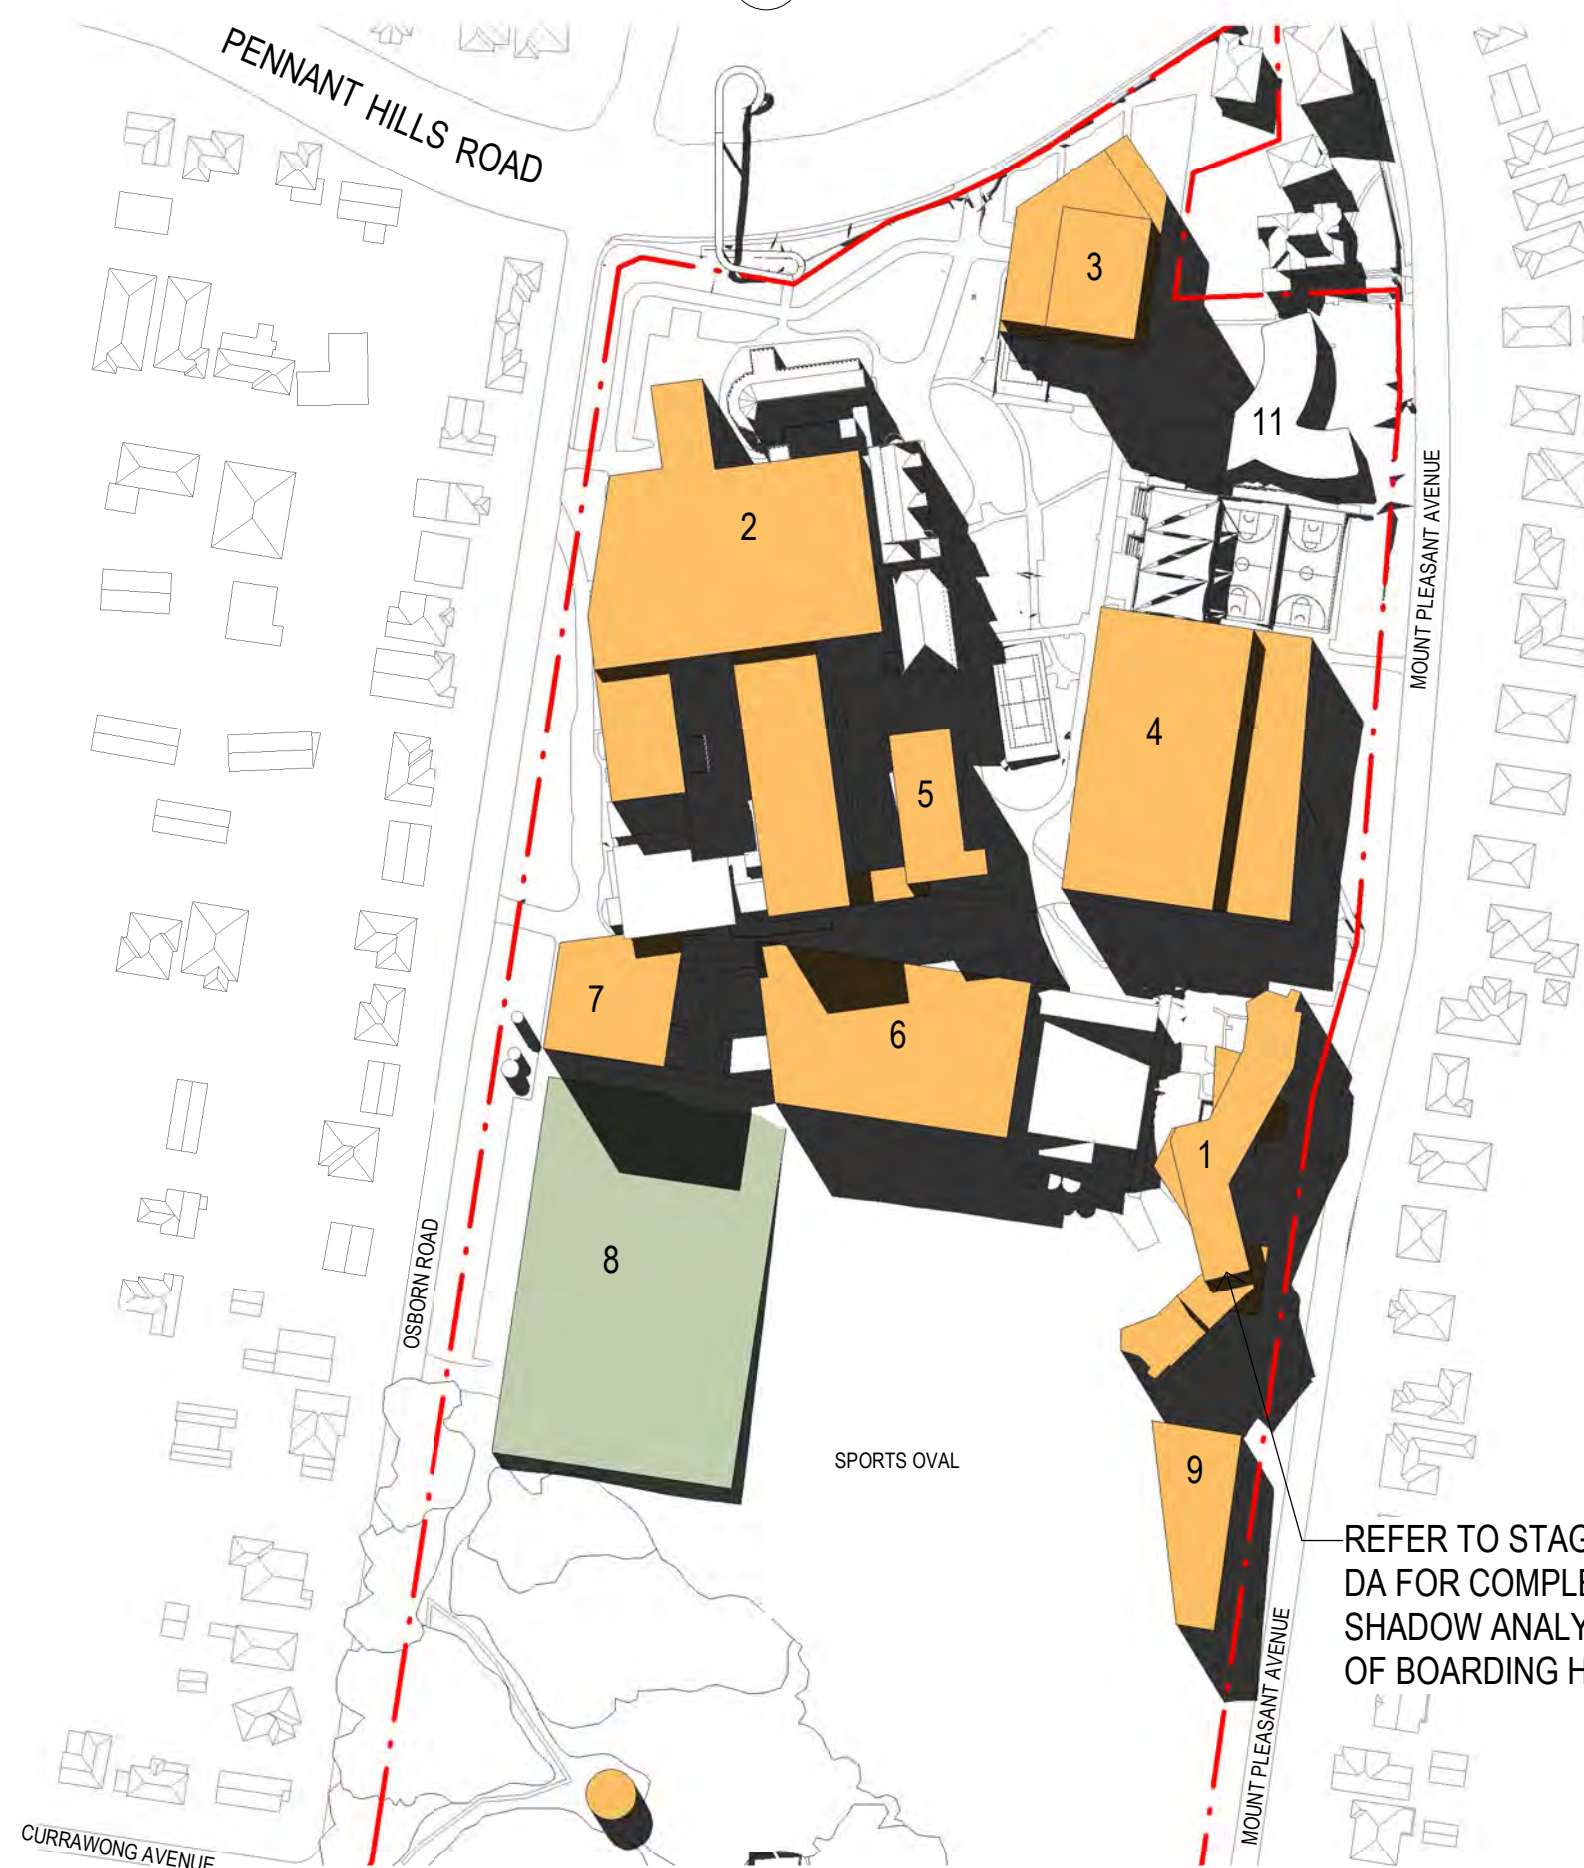 PENNANT HILLS ROAD
3
11
2
MOUNT PLEASANT AVENUE
4
5
7
6
1
8
OSBORN ROAD
SPORTS OVAL
9
REFER TO STAG
DA FOR COMPLE
SHADOW ANALY
OF BOARDING H
MOUNT PLEASANT AVENUE
CURRAWONG AVENUE